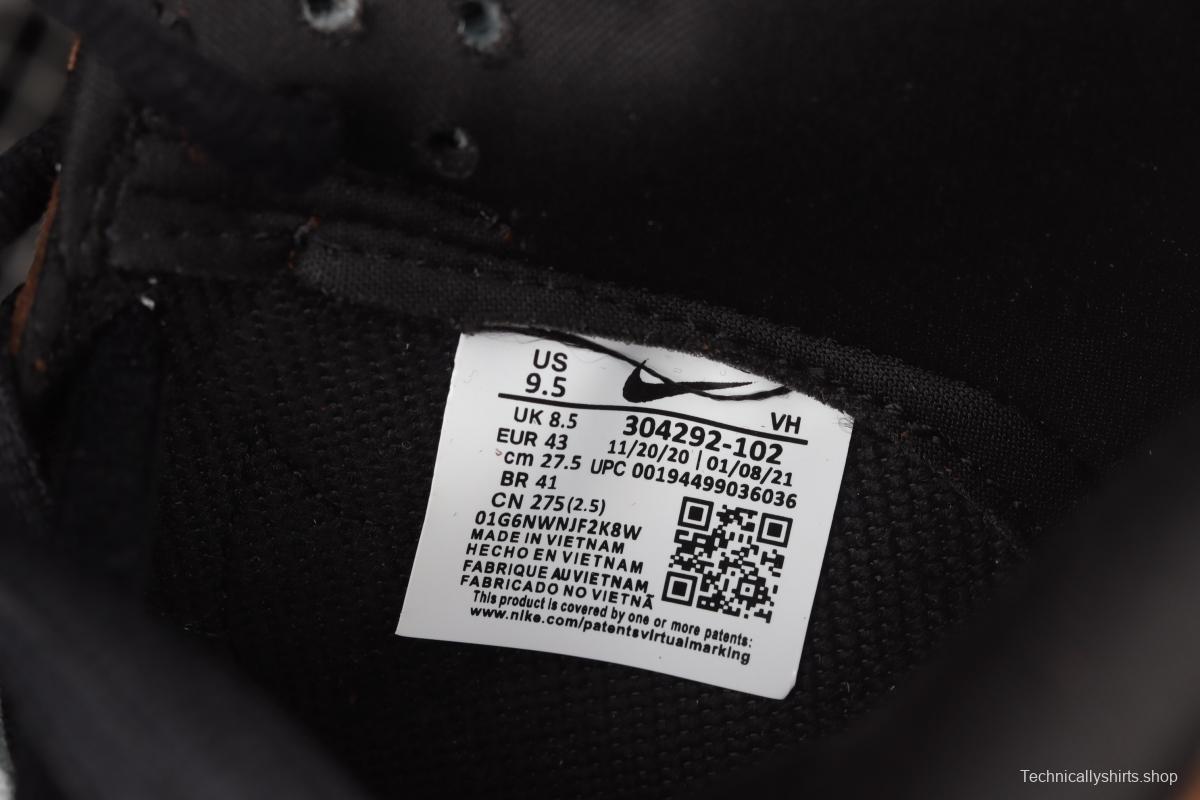 US
9.5
VH
UK 8.5
304292-102
EUR 43
11/20/20 | 01/08/21
cm 27.5
UPC 00194499036036
BR 41
CN 275(2.5)
01G6NWNJF2K8W
MADE IN VIETNAM
HECHO EN VIETNAM
FABRIQUE AU VIETNAM
FABRICADO NO VIETNÃ
This product is covered by one or more patents:
www.nike.com/patentsvirtualmarking
Technicallyshirts.shop